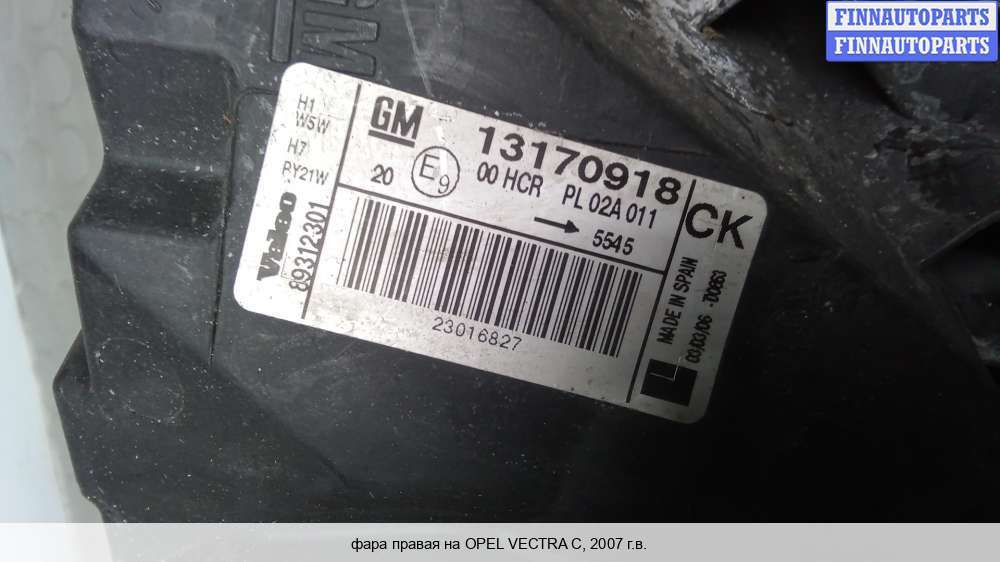 FINNAUTOPARTS
FINNAUTOPARTS
GM
H1
W5W
H7
PY21W
Valeo
89312301
GM
13170918
20
E9
00 HCR PL 02A 011
5545
23016827
CK
MADE IN SPAIN
L
фара правая на OPEL VECTRA C, 2007 г.в.